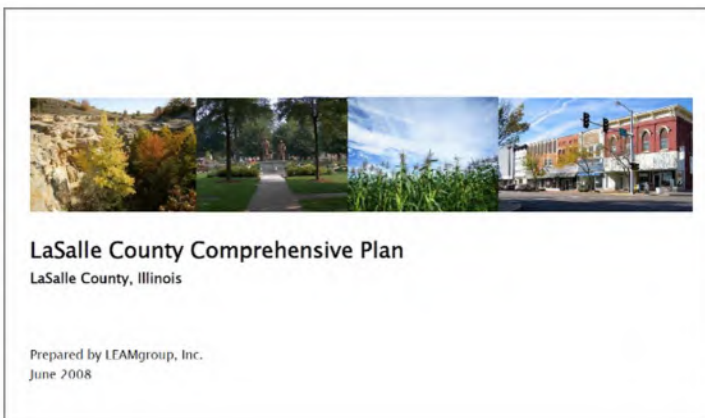 LaSalle County Comprehensive Plan
LaSalle County, Illinois
Prepared by LEAMgroup, Inc.
June 2008